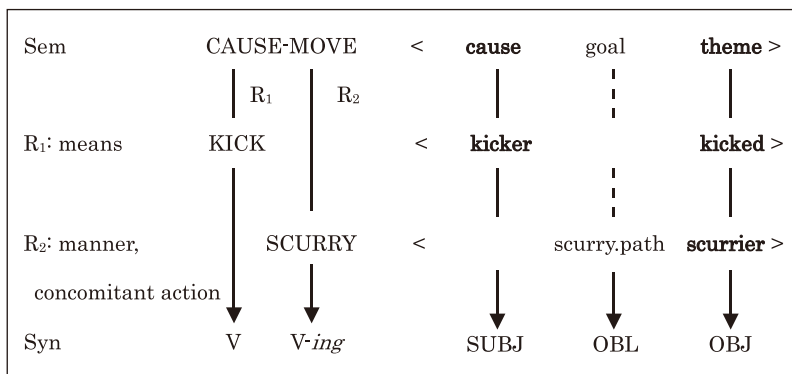 Sem CAUSE-MOVE < cause goal theme >
R₁ R₂
R₁: means KICK < kicker kicked >
R₂: manner, SCURRY < scurry.path scurrier >
concomitant action
Syn V V-ing SUBJ OBL OBJ